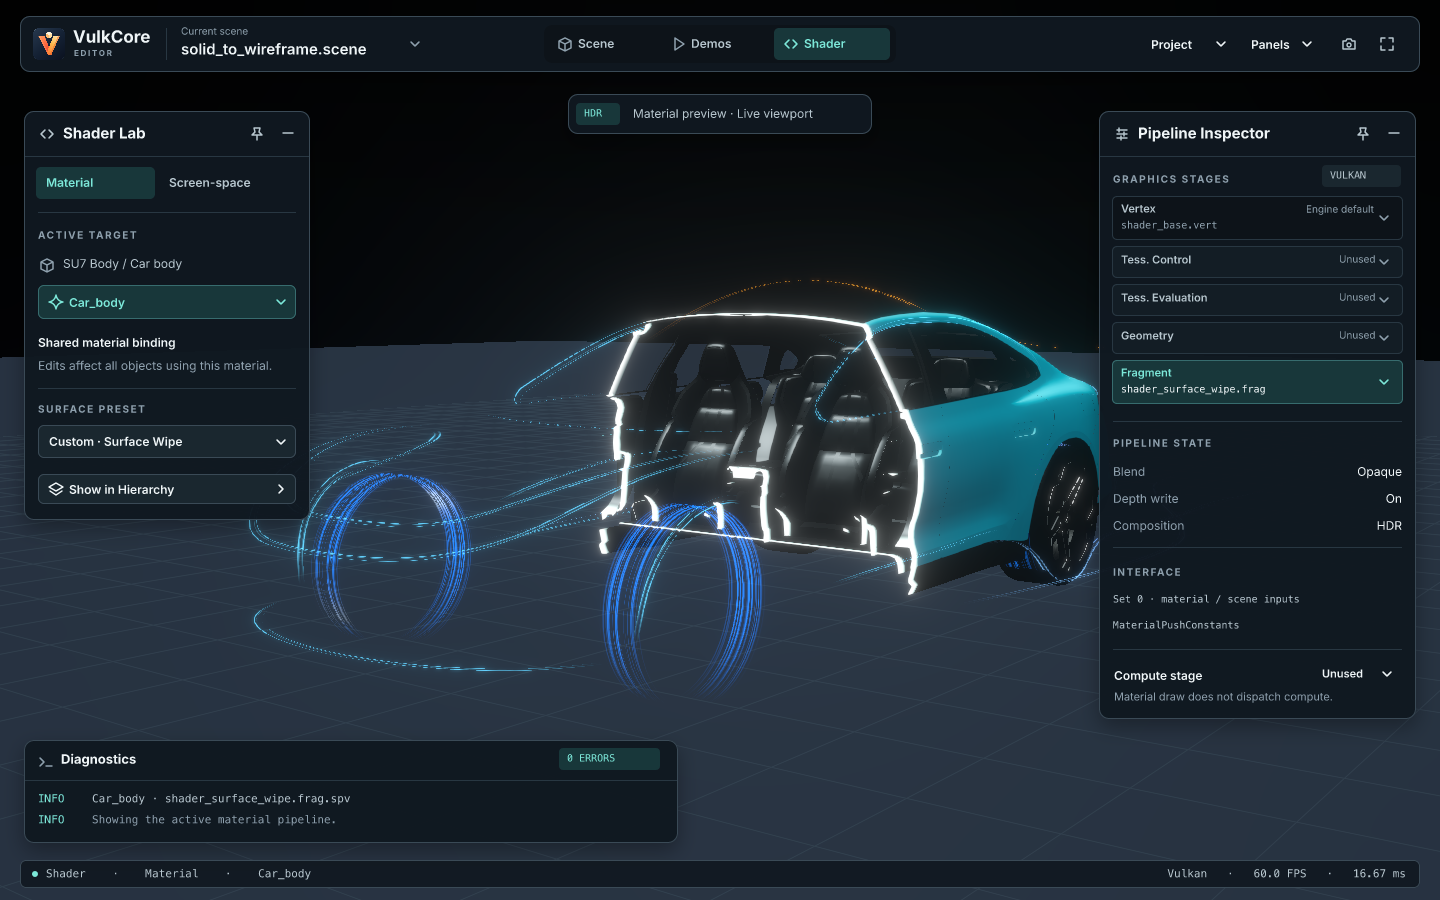 VulkCore
EDITOR
Current scene
solid_to_wireframe.scene
Scene
Demos
Shader
Project
Panels
HDR
Material preview · Live viewport
Shader Lab
Material
Screen-space
ACTIVE TARGET
SU7 Body / Car body
Car_body
Shared material binding
Edits affect all objects using this material.
SURFACE PRESET
Custom · Surface Wipe
Show in Hierarchy
Pipeline Inspector
GRAPHICS STAGES
VULKAN
Vertex
Engine default
shader_base.vert
Tess. Control
Unused
Tess. Evaluation
Unused
Geometry
Unused
Fragment
shader_surface_wipe.frag
PIPELINE STATE
Blend
Opaque
Depth write
On
Composition
HDR
INTERFACE
Set 0 · material / scene inputs
MaterialPushConstants
Compute stage
Unused
Material draw does not dispatch compute.
Diagnostics
0 ERRORS
INFO Car_body · shader_surface_wipe.frag.spv
INFO Showing the active material pipeline.
Shader · Material · Car_body
Vulkan · 60.0 FPS · 16.67 ms